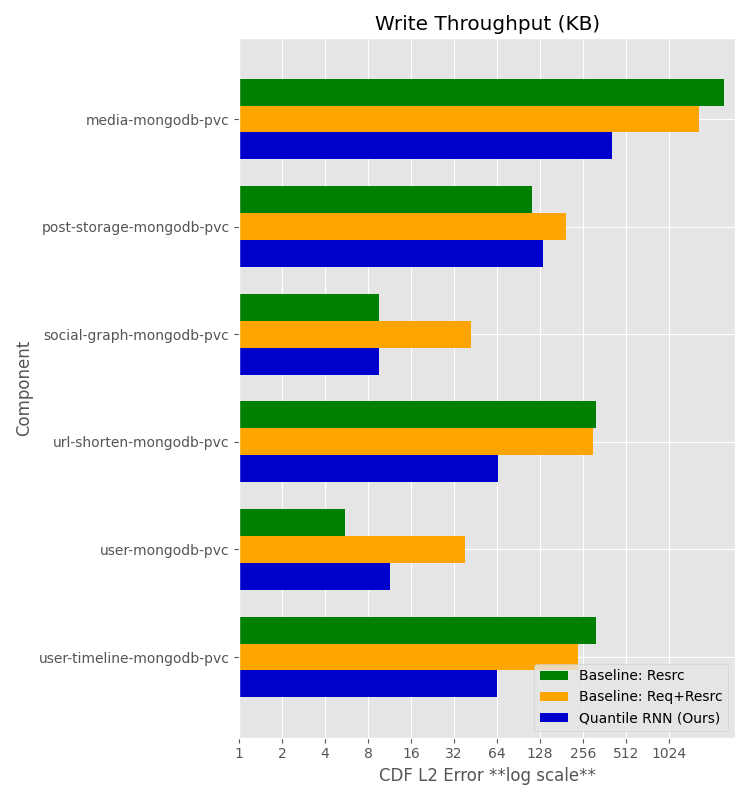 Write Throughput (KB)
media-mongodb-pvc
post-storage-mongodb-pvc
social-graph-mongodb-pvc
url-shorten-mongodb-pvc
user-mongodb-pvc
user-timeline-mongodb-pvc
Component
Baseline: Resrc
Baseline: Req+Resrc
Quantile RNN (Ours)
1 2 4 8 16 32 64 128 256 512 1024
CDF L2 Error **log scale**